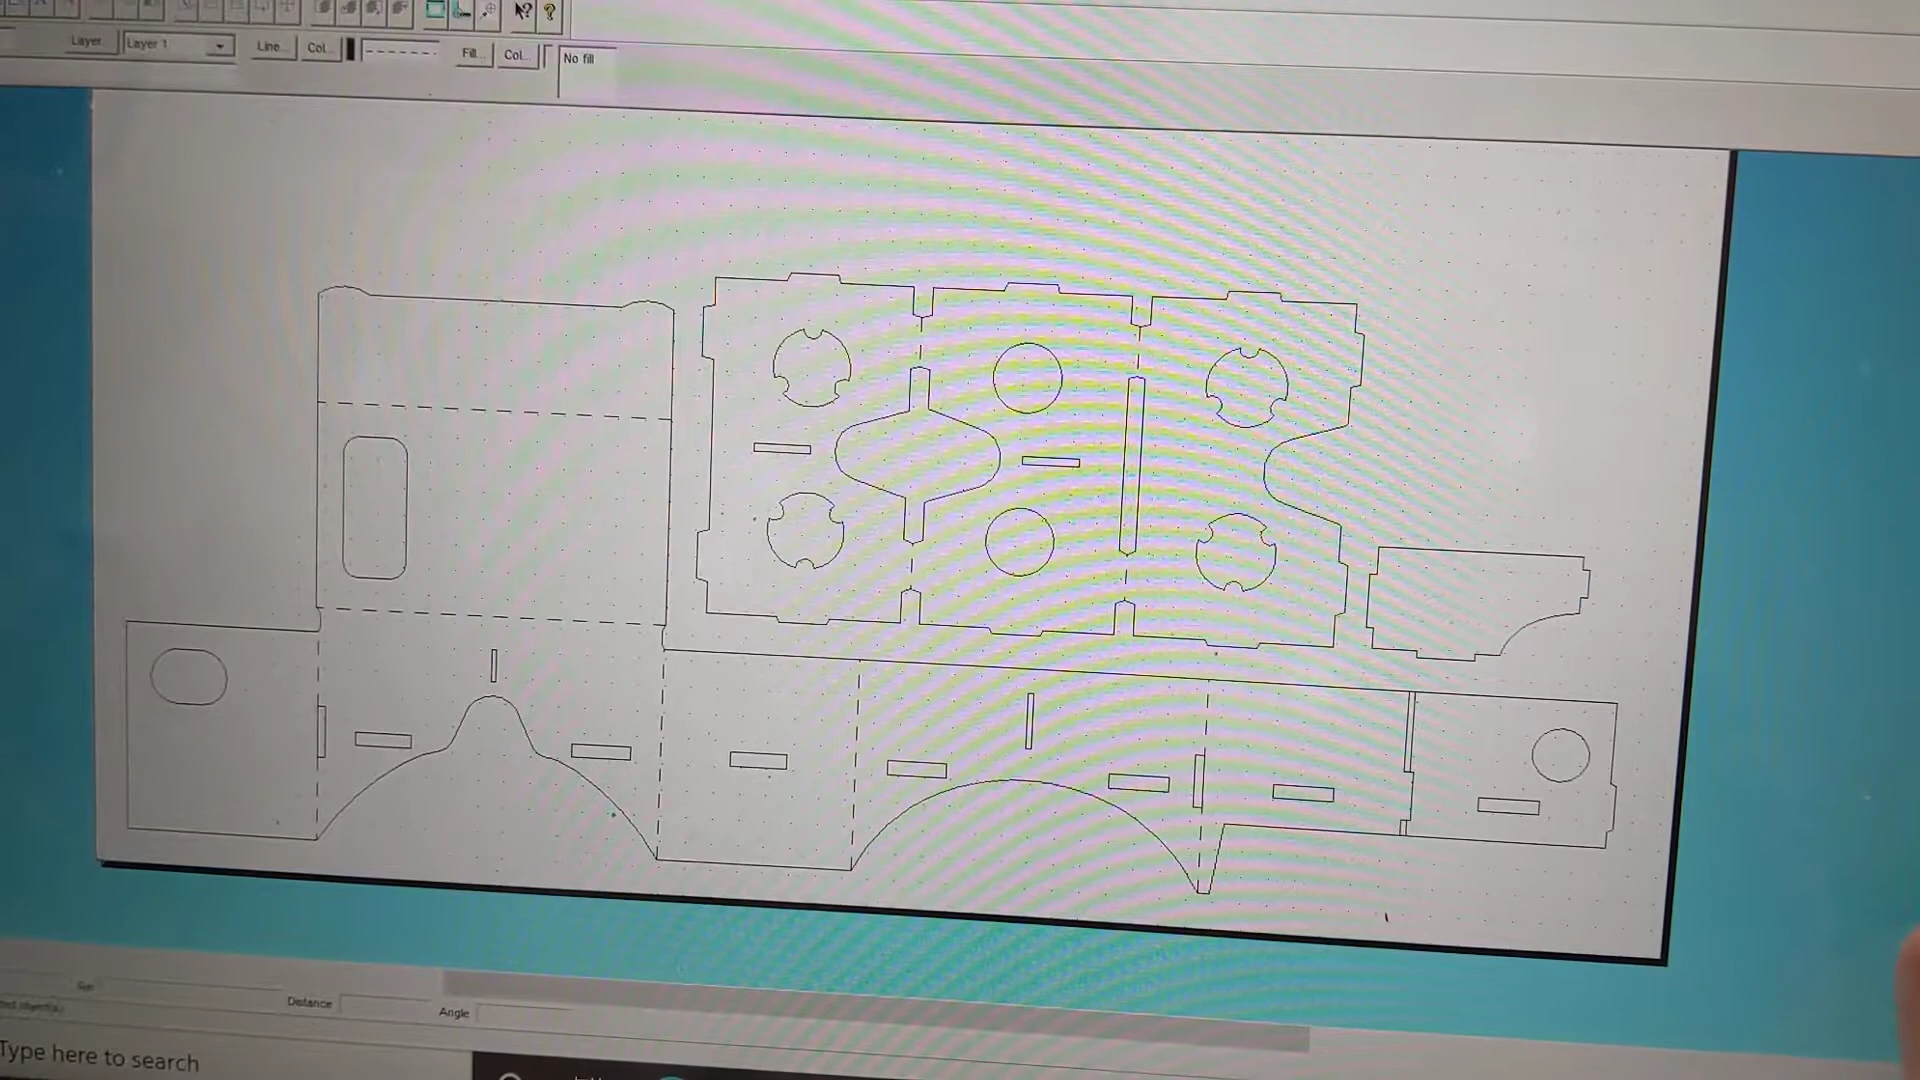 Layer...
Layer 1
Line...
Col...
Fill...
Col...
No fill
Distance
Angle
Type here to search